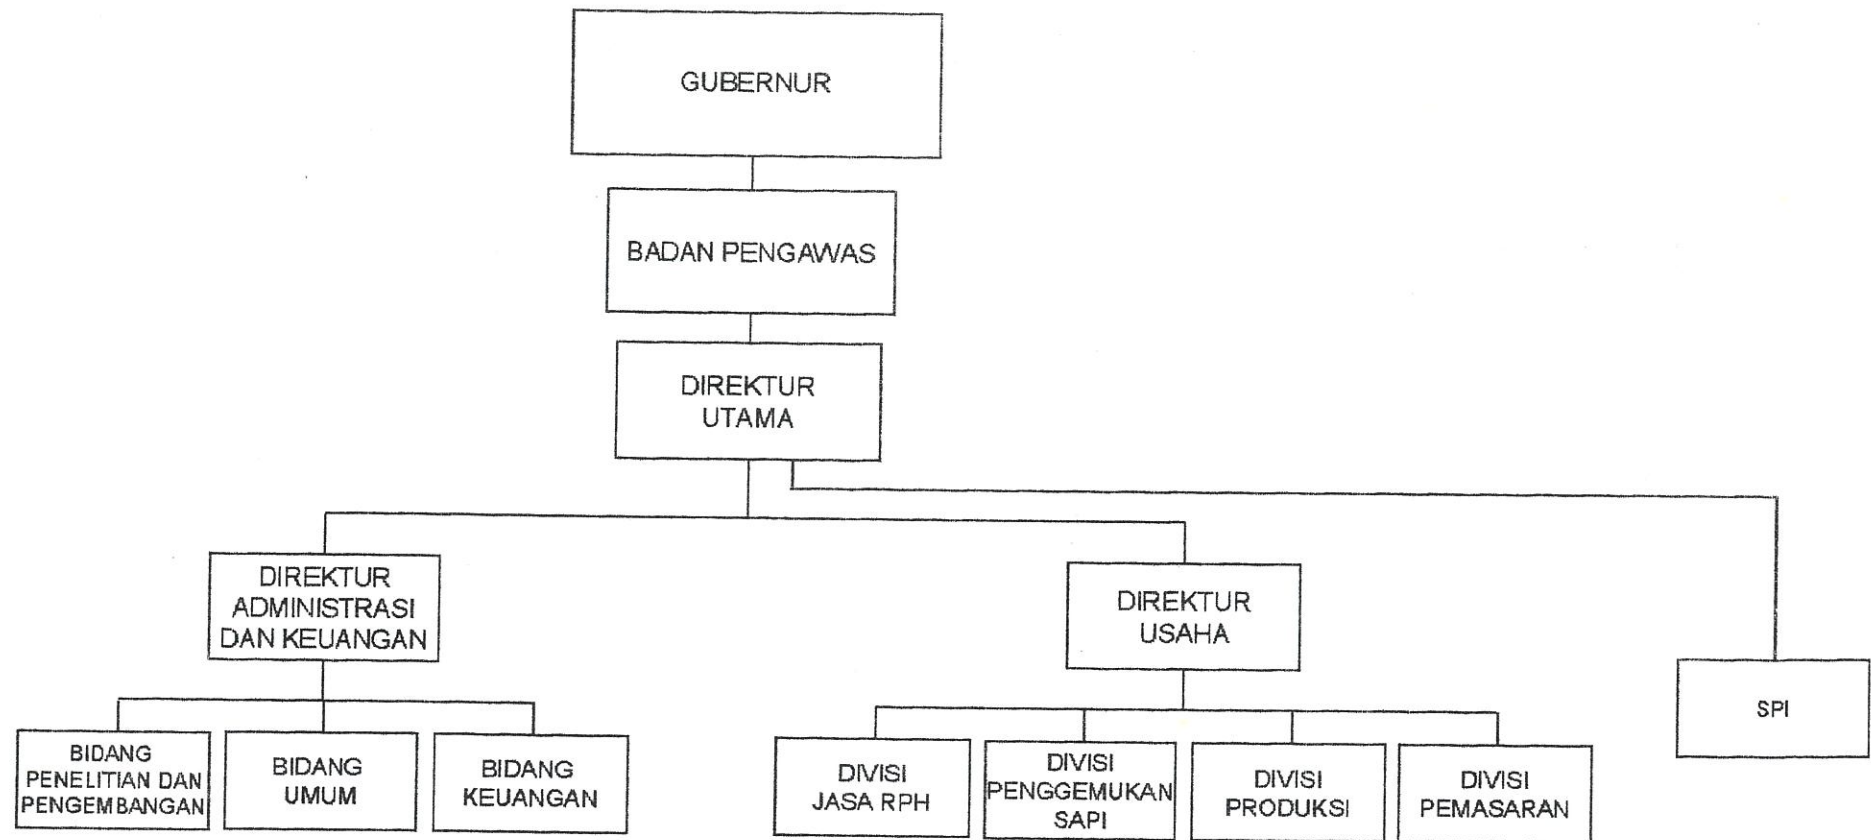 GUBERNUR
BADAN PENGAWAS
DIREKTUR
UTAMA
DIREKTUR
ADMINISTRASI
DAN KEUANGAN
DIREKTUR
USAHA
SPI
BIDANG
PENELITIAN DAN
PENGEMBANGAN
BIDANG
UMUM
BIDANG
KEUANGAN
DIVISI
JASA RPH
DIVISI
PENGGEMUKAN
SAPI
DIVISI
PRODUKSI
DIVISI
PEMASARAN